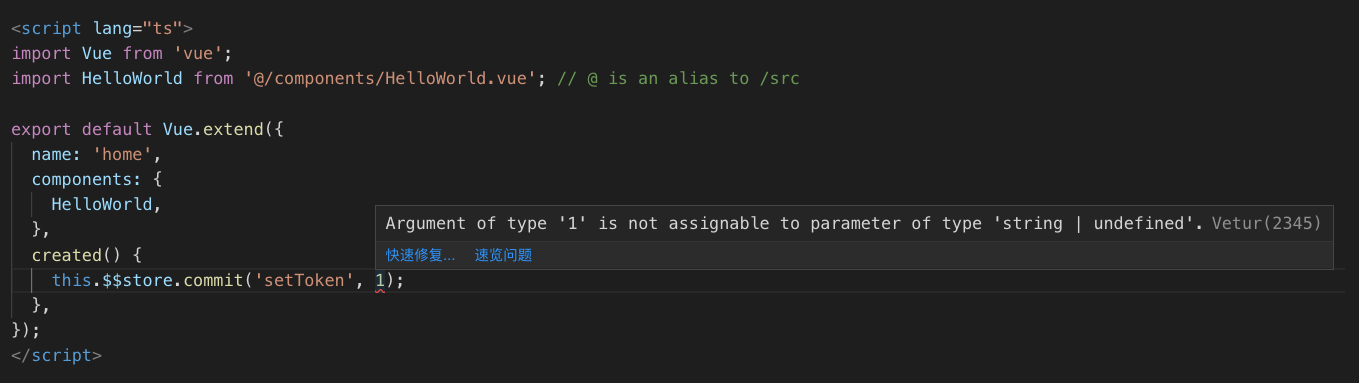 <script lang="ts">
import Vue from 'vue';
import HelloWorld from '@/components/HelloWorld.vue'; // @ is an alias to /src
export default Vue.extend({
name: 'home',
components: {
HelloWorld,
Argument of type '1' is not assignable to parameter of type 'string | undefined'. Vetur(2345)
},
快速修复... 速览问题
created() {
this.$$store.commit('setToken', 1);
},
});
</script>